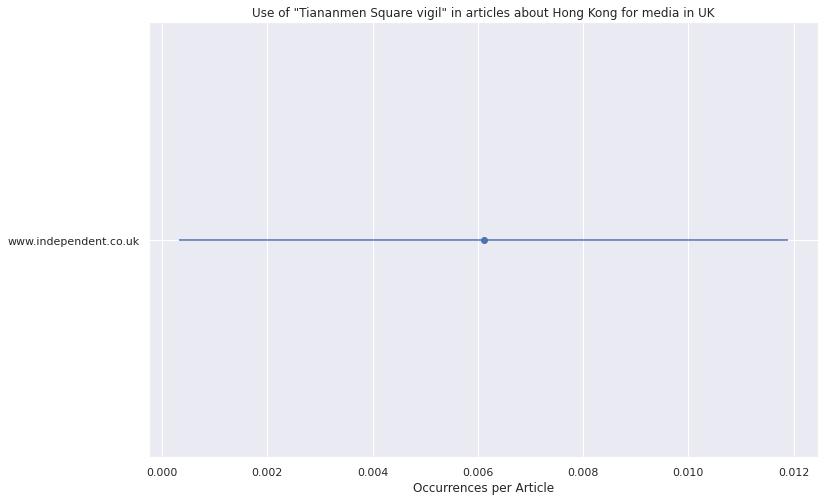 Use of "Tiananmen Square vigil" in articles about Hong Kong for media in UK
www.independent.co.uk
0.000 0.002 0.004 0.006 0.008 0.010 0.012
Occurrences per Article